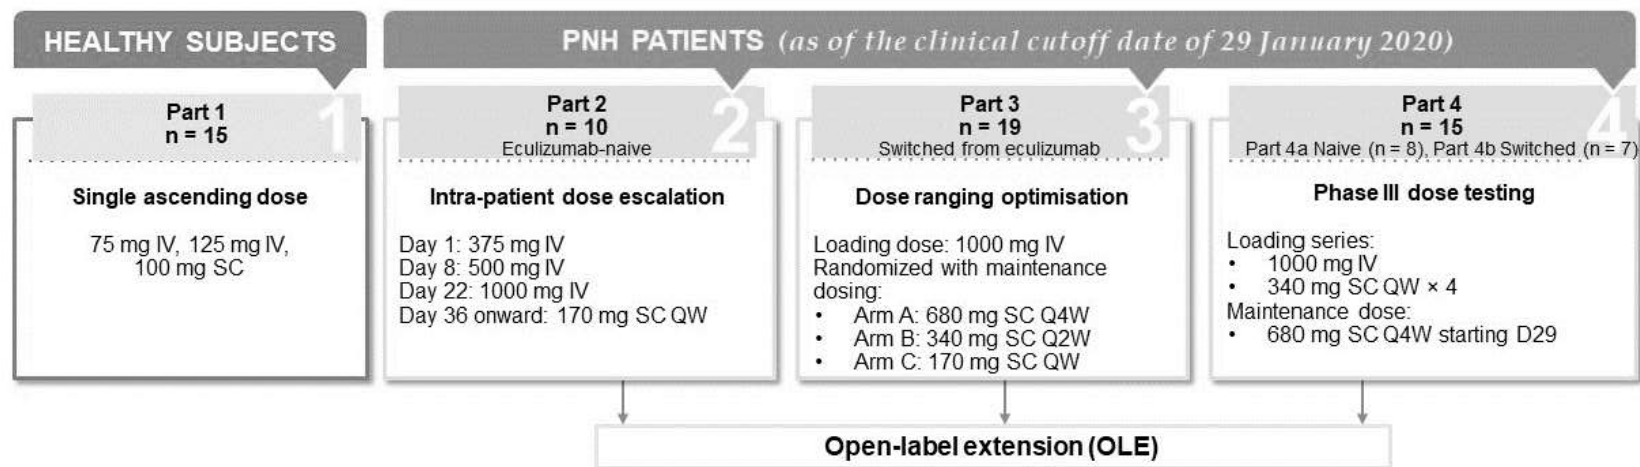 HEALTHY SUBJECTS
PNH PATIENTS (as of the clinical cutoff date of 29 January 2020)
1
Part 1
n = 15
Single ascending dose
75 mg IV, 125 mg IV,
100 mg SC
2
Part 2
n = 10
Eculizumab-naive
Intra-patient dose escalation
Day 1: 375 mg IV
Day 8: 500 mg IV
Day 22: 1000 mg IV
Day 36 onward: 170 mg SC QW
3
Part 3
n = 19
Switched from eculizumab
Dose ranging optimisation
Loading dose: 1000 mg IV
Randomized with maintenance
dosing:
• Arm A: 680 mg SC Q4W
• Arm B: 340 mg SC Q2W
• Arm C: 170 mg SC QW
4
Part 4
n = 15
Part 4a Naive (n = 8), Part 4b Switched (n = 7)
Phase III dose testing
Loading series:
• 1000 mg IV
• 340 mg SC QW × 4
Maintenance dose:
• 680 mg SC Q4W starting D29
Open-label extension (OLE)